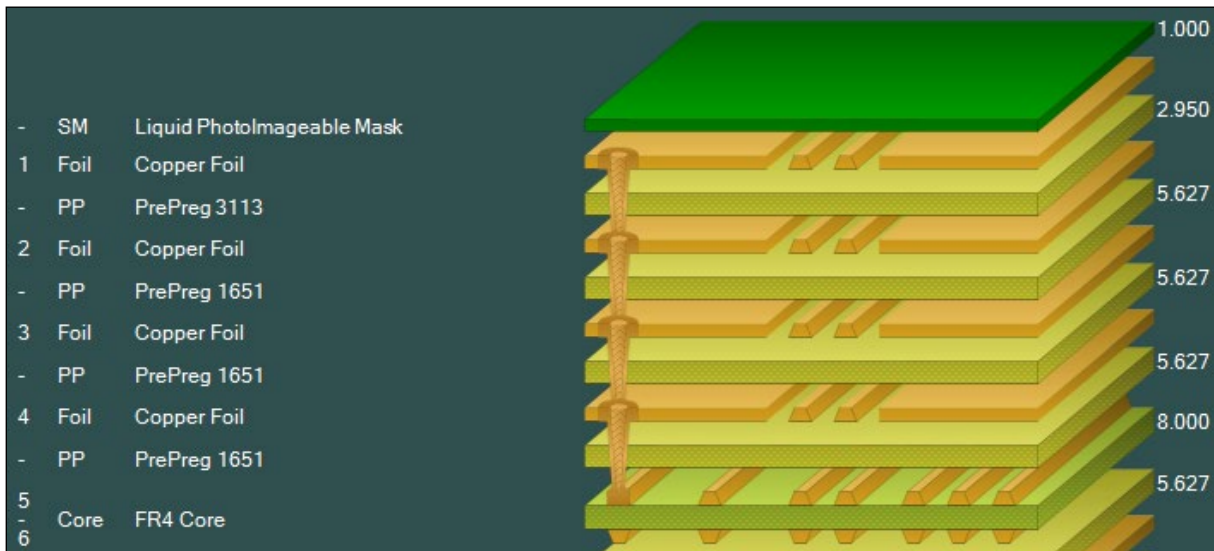 1.000
2.950
- SM Liquid PhotoImageable Mask
1 Foil Copper Foil
5.627
- PP PrePreg 3113
2 Foil Copper Foil
5.627
- PP PrePreg 1651
3 Foil Copper Foil
5.627
- PP PrePreg 1651
4 Foil Copper Foil
8.000
- PP PrePreg 1651
5.627
5
- Core FR4 Core
6